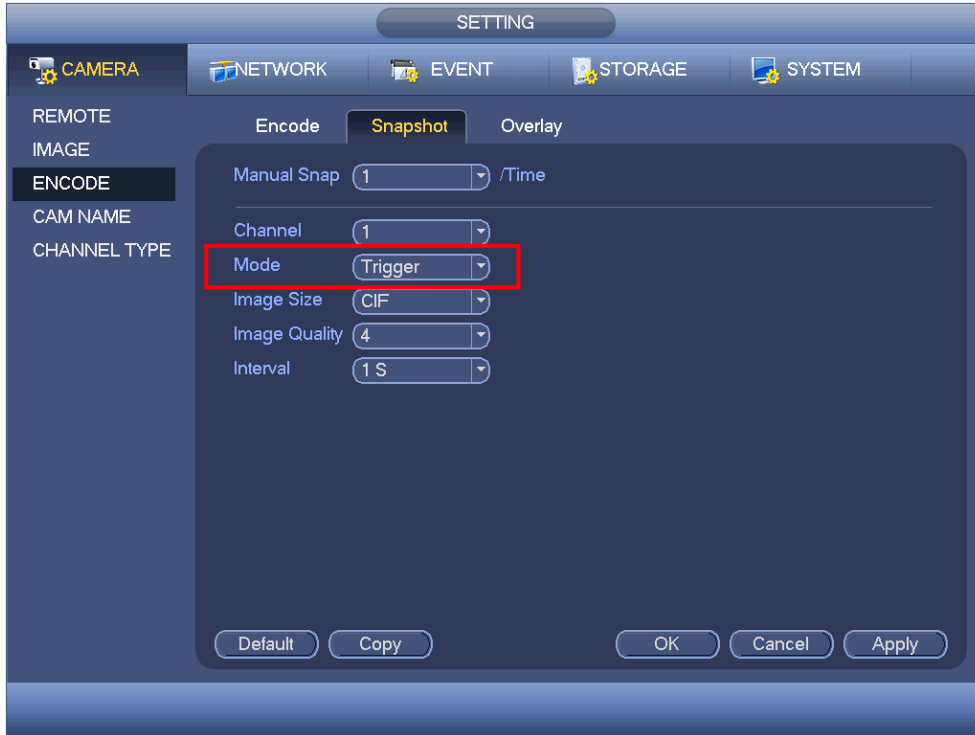 SETTING
CAMERA NETWORK EVENT STORAGE SYSTEM
REMOTE
IMAGE
ENCODE
CAM NAME
CHANNEL TYPE
Encode Snapshot Overlay
Manual Snap 1 /Time
Channel 1
Mode Trigger
Image Size CIF
Image Quality 4
Interval 1 S
Default Copy OK Cancel Apply